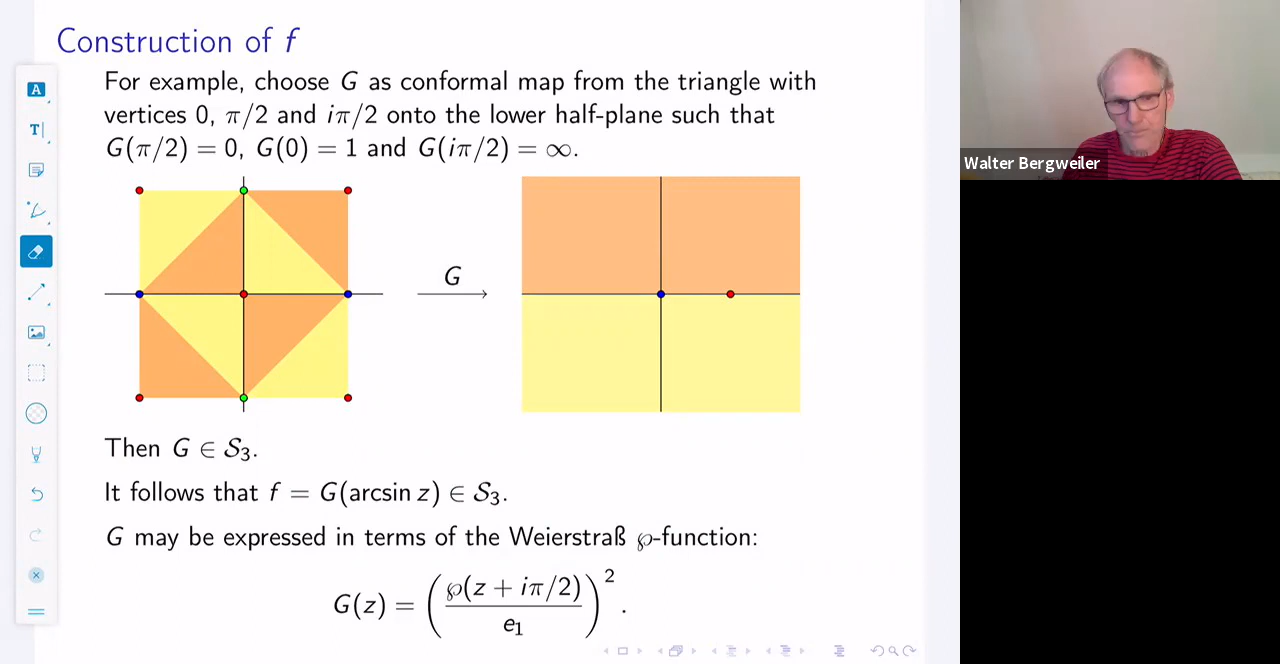 Construction of f
For example, choose G as conformal map from the triangle with
vertices 0, π/2 and iπ/2 onto the lower half-plane such that
G(π/2) = 0, G(0) = 1 and G(iπ/2) = ∞.
G
Then G ∈ S₃.
It follows that f = G(arcsin z) ∈ S₃.
G may be expressed in terms of the Weierstraß ℘-function:
G(z) = (℘(z + iπ/2) / e₁)².
Walter Bergweiler
A
T